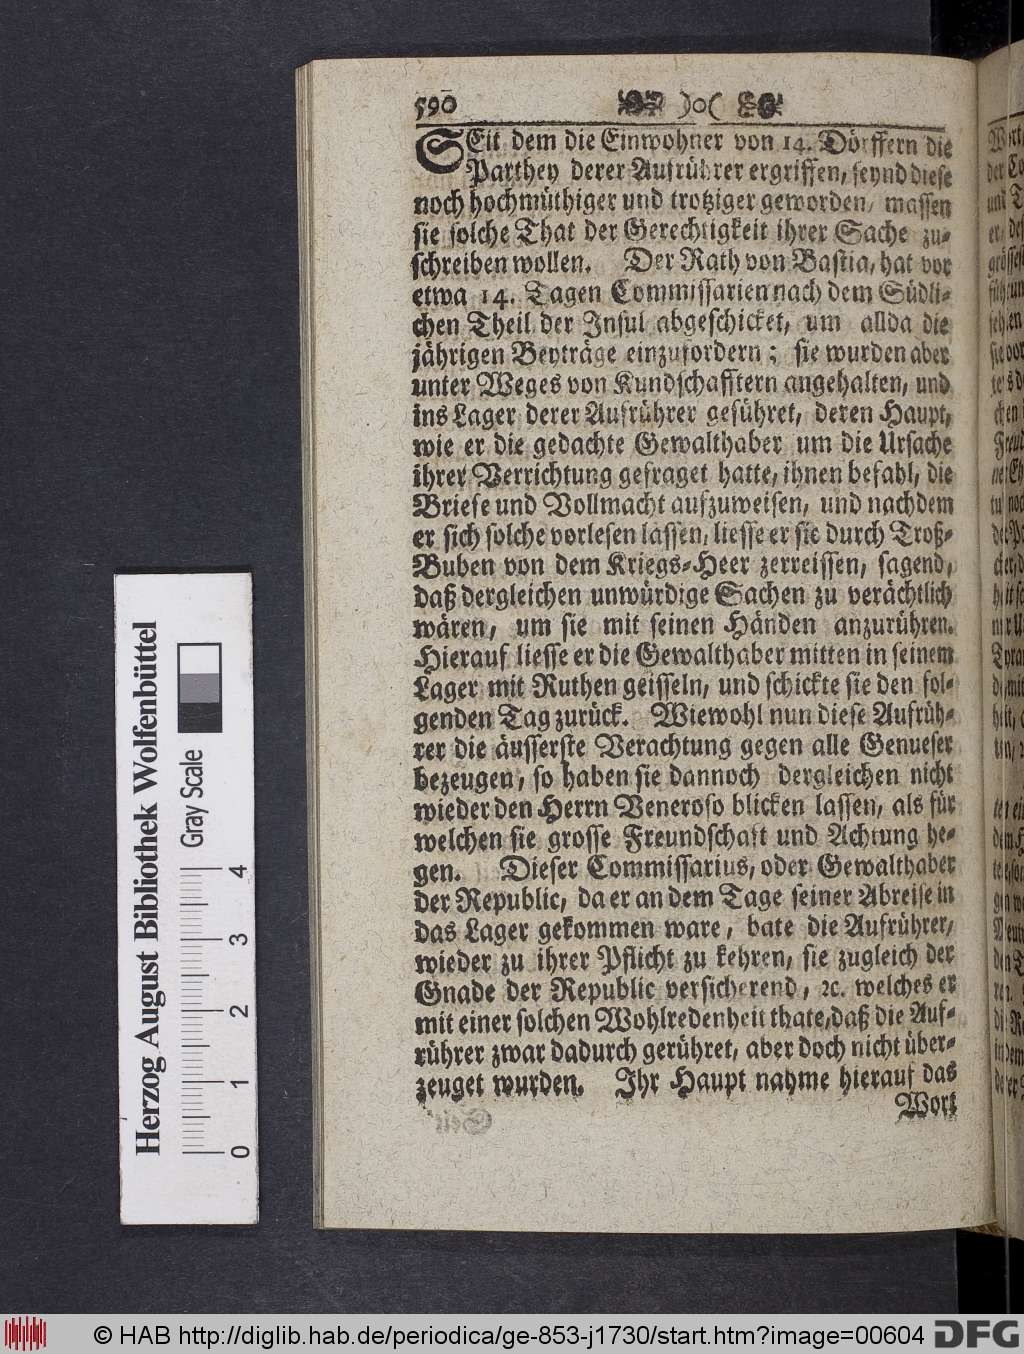 590 )o(
SEit dem die Einwohner von 14. Dörffern die
Parthey derer Aufrührer ergriffen, seynd diese
noch hochmüthiger und trotziger geworden, massen
sie solche That der Gerechtigkeit ihrer Sache zu-
schreiben wollen. Der Rath von Bastia, hat vor
etwa 14. Tagen Commissarien nach dem Südli-
chen Theil der Insul abgeschicket, um allda die
jährigen Beyträge einzufordern; sie wurden aber
unter Weges von Kundschafftern angehalten, und
ins Lager derer Aufrührer geführet, deren Haupt,
wie er die gedachte Gewalthaber um die Ursache
ihrer Verrichtung gefraget hatte, ihnen befahl, die
Briefe und Vollmacht aufzuweisen, und nachdem
er sich solche vorlesen lassen, liesse er sie durch Troß-
Buben von dem Kriegs-Heer zerreissen, sagend,
daß dergleichen unwürdige Sachen zu verächtlich
wären, um sie mit seinen Händen anzurühren.
Hierauf liesse er die Gewalthaber mitten in seinem
Lager mit Ruthen geisseln, und schickte sie den fol-
genden Tag zurück. Wiewohl nun diese Aufrüh-
rer die äusserste Verachtung gegen alle Genueser
bezeugen, so haben sie dannoch dergleichen nicht
wieder den Herrn Veneroso blicken lassen, als für
welchen sie grosse Freundschaft und Achtung he-
gen. Dieser Commissarius, oder Gewalthaber
der Republic, da er an dem Tage seiner Abreise in
das Lager gekommen ware, bate die Aufrührer,
wieder zu ihrer Pflicht zu kehren, sie zugleich der
Gnade der Republic versicherend, ꝛc. welches er
mit einer solchen Wohlredenheit thate, daß die Auf-
rührer zwar dadurch gerühret, aber doch nicht über-
zeuget wurden. Ihr Haupt nahme hierauf das
Wort
Herzog August Bibliothek Wolfenbüttel
Gray Scale
0 1 2 3 4
© HAB http://diglib.hab.de/periodica/ge-853-j1730/start.htm?image=00604 DFG